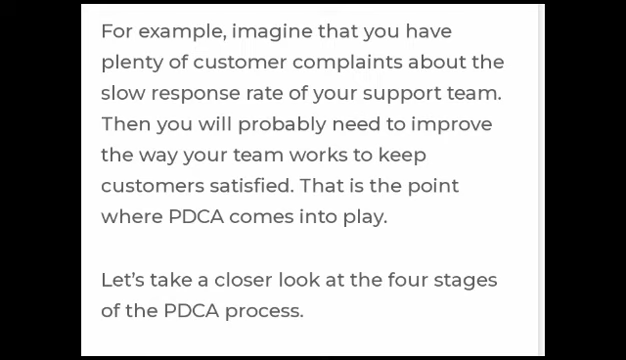 For example, imagine that you have
plenty of customer complaints about the
slow response rate of your support team.
Then you will probably need to improve
the way your team works to keep
customers satisfied. That is the point
where PDCA comes into play.
Let’s take a closer look at the four stages
of the PDCA process.